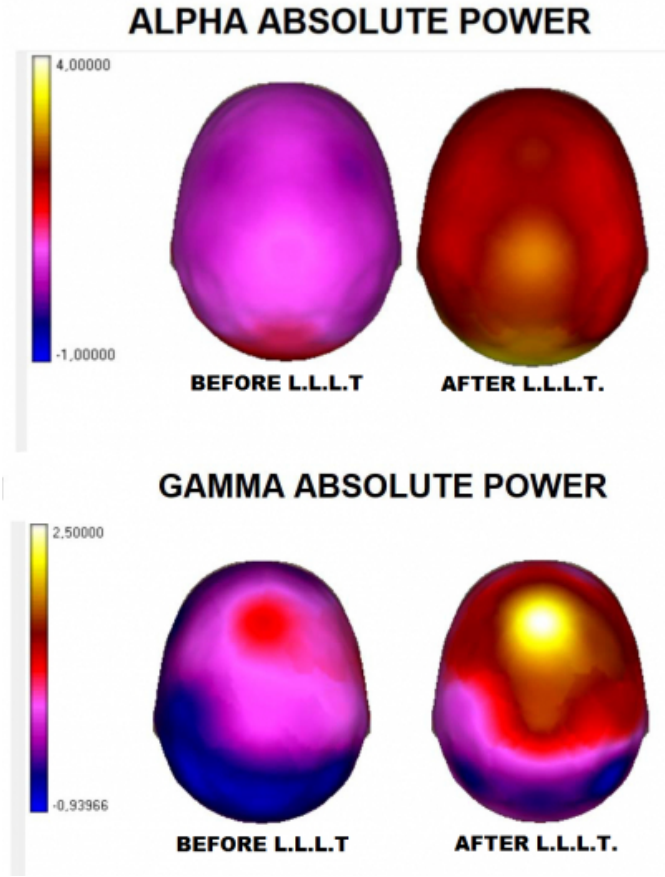 ALPHA ABSOLUTE POWER
4,00000
-1,00000
BEFORE L.L.L.T
AFTER L.L.L.T.
GAMMA ABSOLUTE POWER
2,50000
-0,93966
BEFORE L.L.L.T
AFTER L.L.L.T.